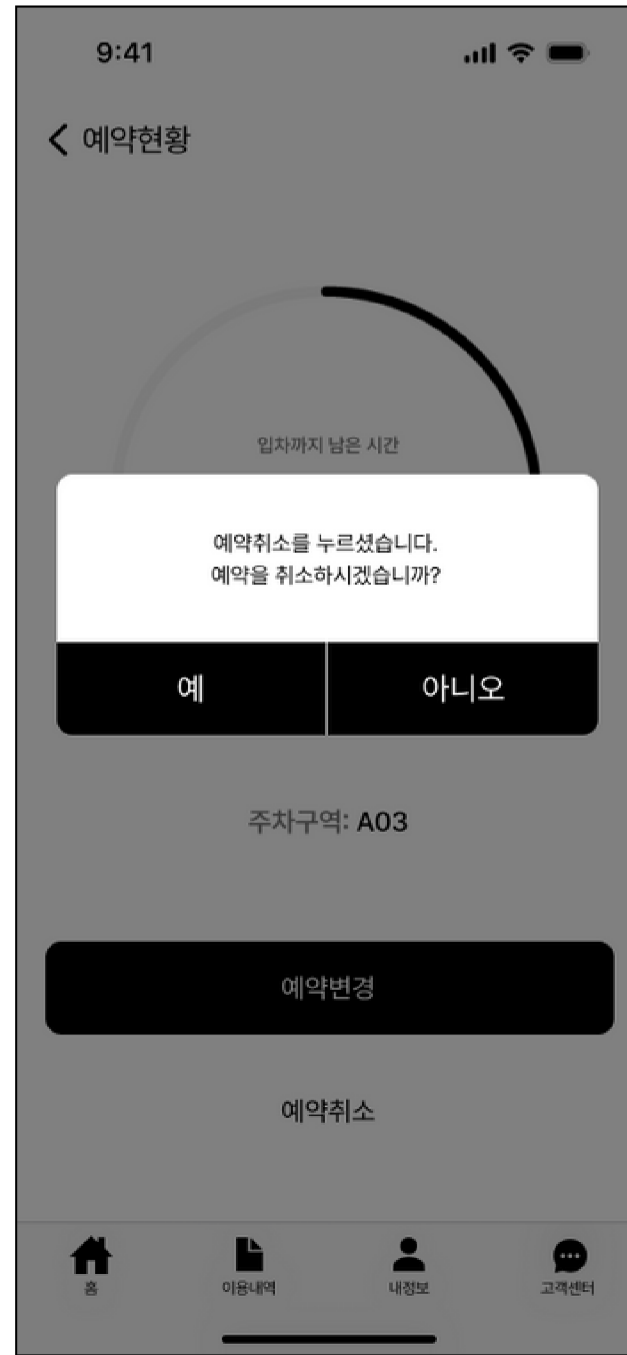 9:41
예약현황
입차까지 남은 시간
예약취소를 누르셨습니다.
예약을 취소하시겠습니까?
예
아니오
주차구역: A03
예약변경
예약취소
홈
이용내역
내정보
고객센터